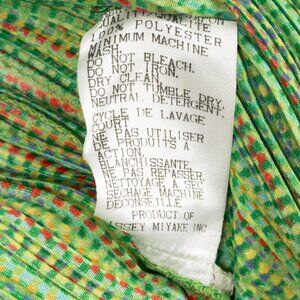 QUALITY/QUALITE
100% POLYESTER
MINIMUM MACHINE
WASH.
DO NOT BLEACH.
DO NOT IRON.
DRY CLEAN.
DO NOT TUMBLE DRY.
NEUTRAL DETERGENT.
CYCLE DE LAVAGE
COURT
NE PAS UTILISER
DE PRODUITS A
ACTION
BLANCHISSANTE.
NE PAS REPASSER.
NETTOYAGE A SEC
SECHAGE MACHINE
DECONSEILLE
PRODUCT OF
ISSEY MIYAKE INC